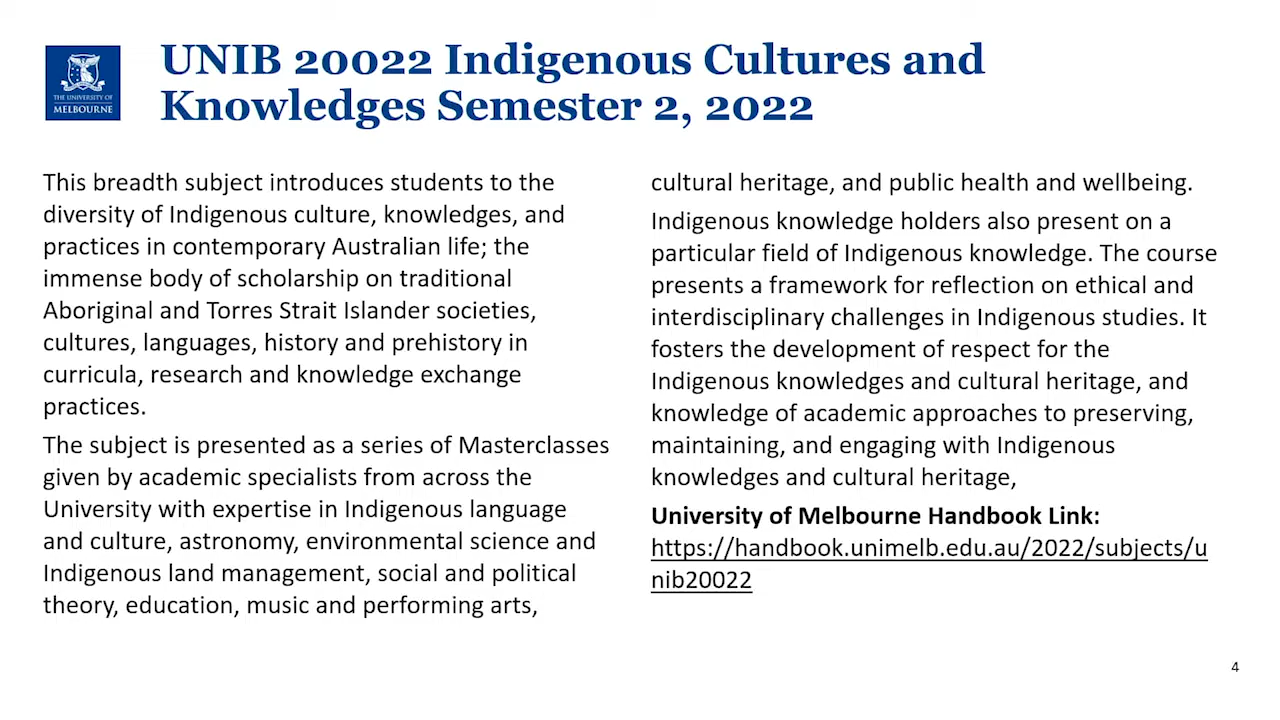 THE UNIVERSITY OF
MELBOURNE
UNIB 20022 Indigenous Cultures and
Knowledges Semester 2, 2022
This breadth subject introduces students to the
diversity of Indigenous culture, knowledges, and
practices in contemporary Australian life; the
immense body of scholarship on traditional
Aboriginal and Torres Strait Islander societies,
cultures, languages, history and prehistory in
curricula, research and knowledge exchange
practices.
The subject is presented as a series of Masterclasses
given by academic specialists from across the
University with expertise in Indigenous language
and culture, astronomy, environmental science and
Indigenous land management, social and political
theory, education, music and performing arts,
cultural heritage, and public health and wellbeing.
Indigenous knowledge holders also present on a
particular field of Indigenous knowledge. The course
presents a framework for reflection on ethical and
interdisciplinary challenges in Indigenous studies. It
fosters the development of respect for the
Indigenous knowledges and cultural heritage, and
knowledge of academic approaches to preserving,
maintaining, and engaging with Indigenous
knowledges and cultural heritage,
University of Melbourne Handbook Link:
https://handbook.unimelb.edu.au/2022/subjects/u
nib20022
4